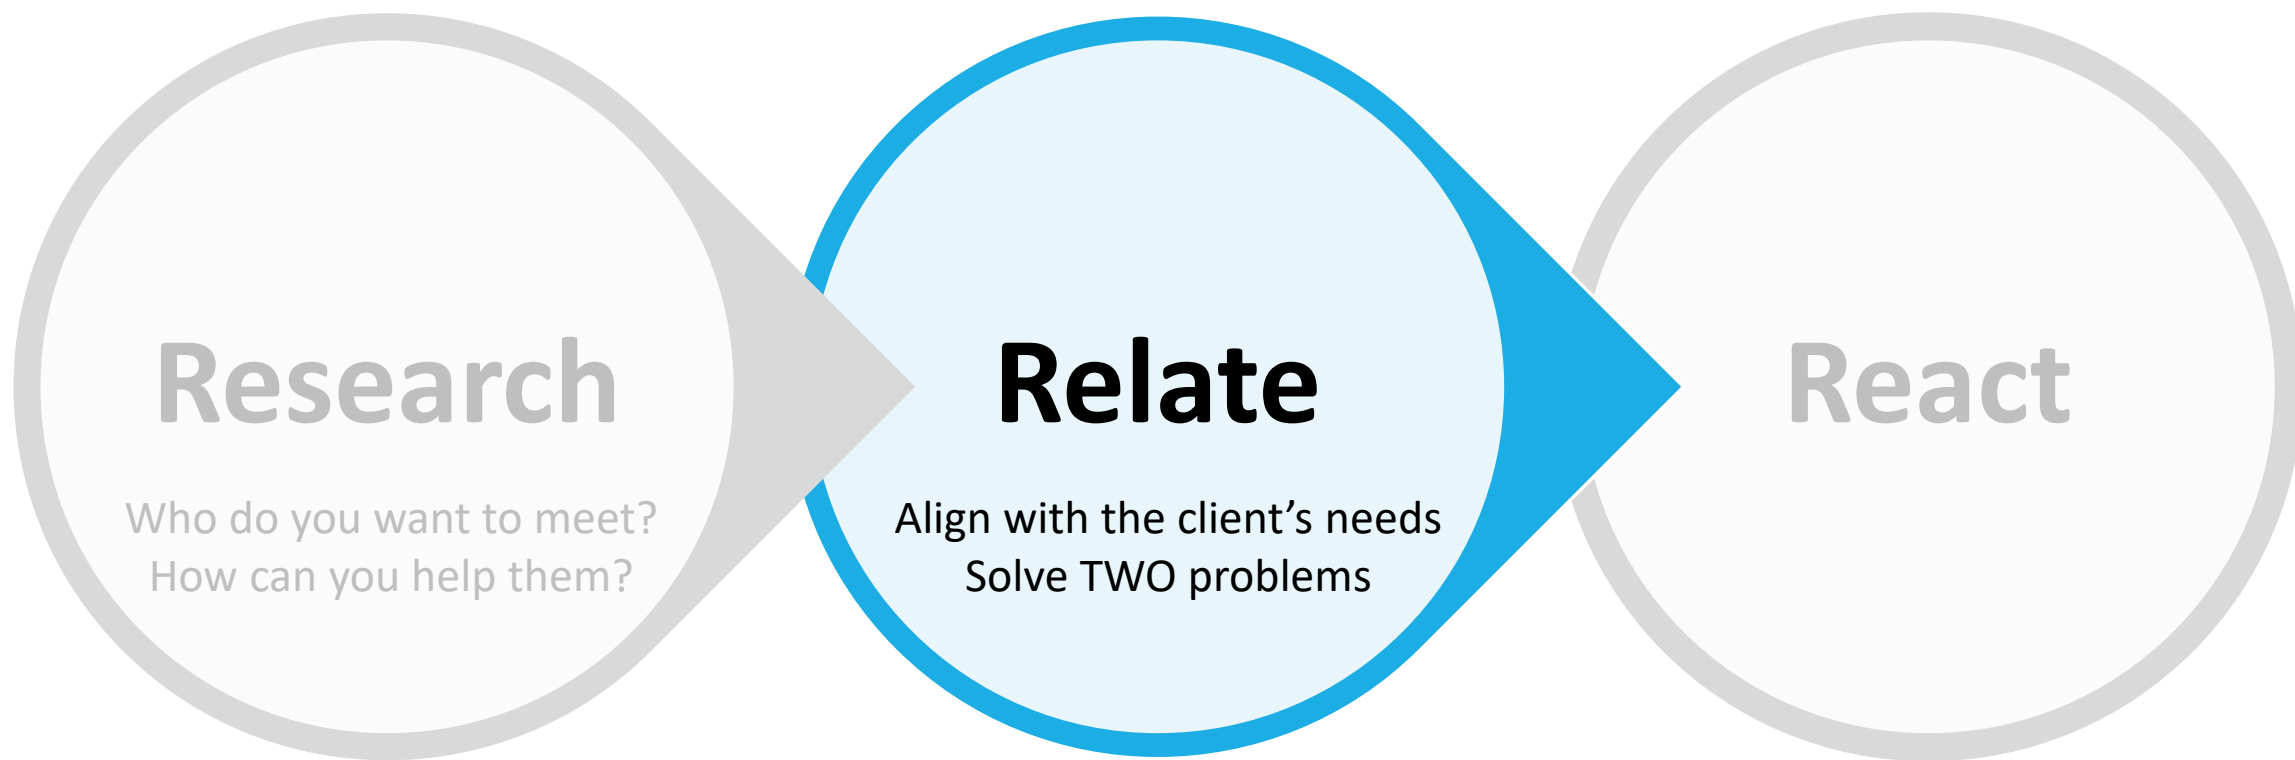 Research
Who do you want to meet?
How can you help them?
Relate
Align with the client’s needs
Solve TWO problems
React